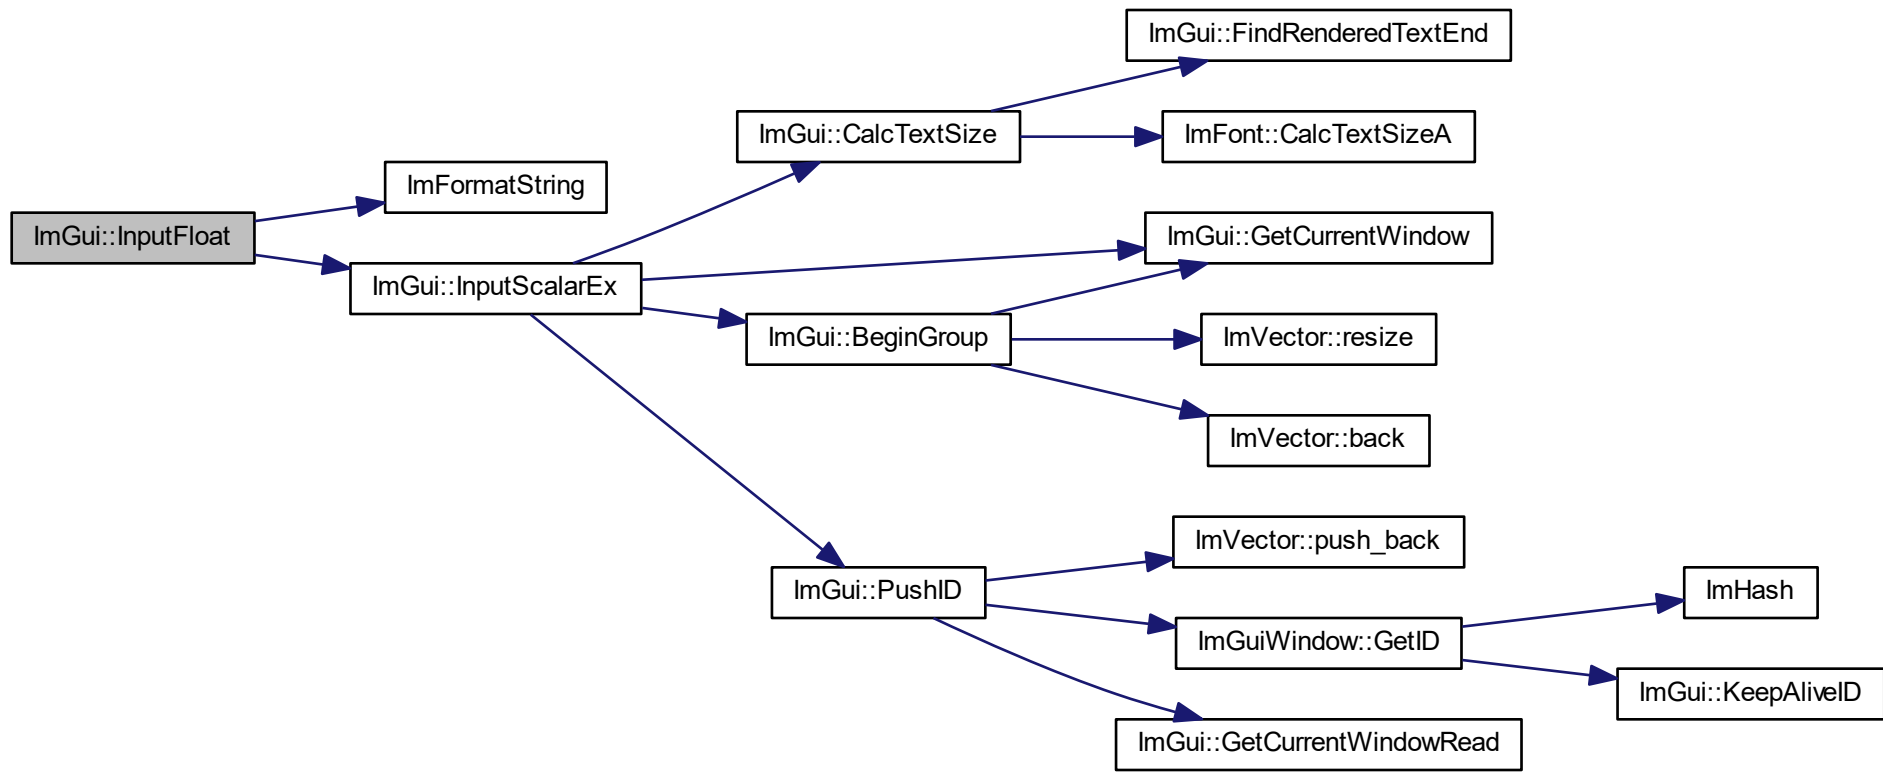 ImGui::FindRenderedTextEnd
ImGui::CalcTextSize
ImFont::CalcTextSizeA
ImFormatString
ImGui::InputFloat
ImGui::GetCurrentWindow
ImGui::InputScalarEx
ImGui::BeginGroup
ImVector::resize
ImVector::back
ImVector::push_back
ImGui::PushID
ImHash
ImGuiWindow::GetID
ImGui::KeepAliveID
ImGui::GetCurrentWindowRead